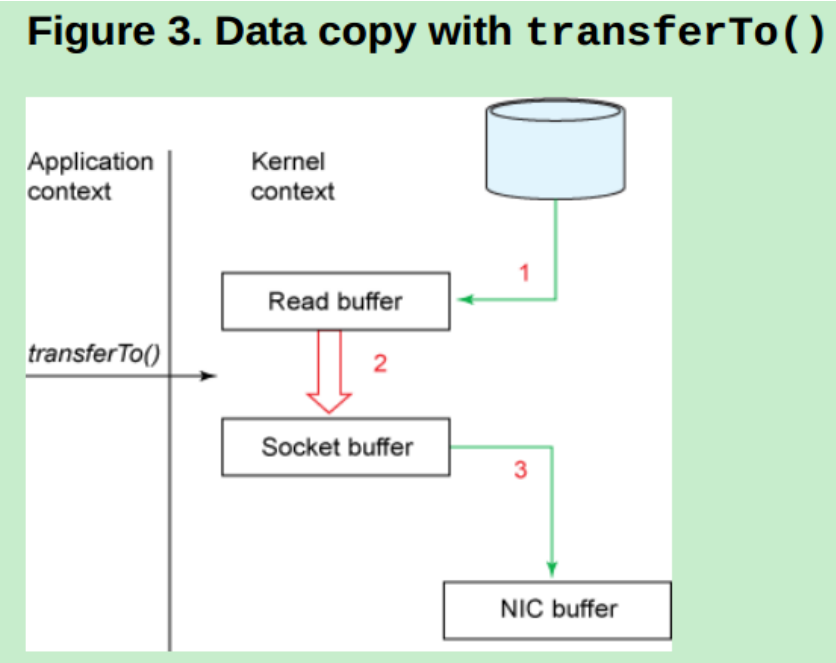 Figure 3. Data copy with transferTo()
Application
context
Kernel
context
1
Read buffer
transferTo()
2
Socket buffer
3
NIC buffer